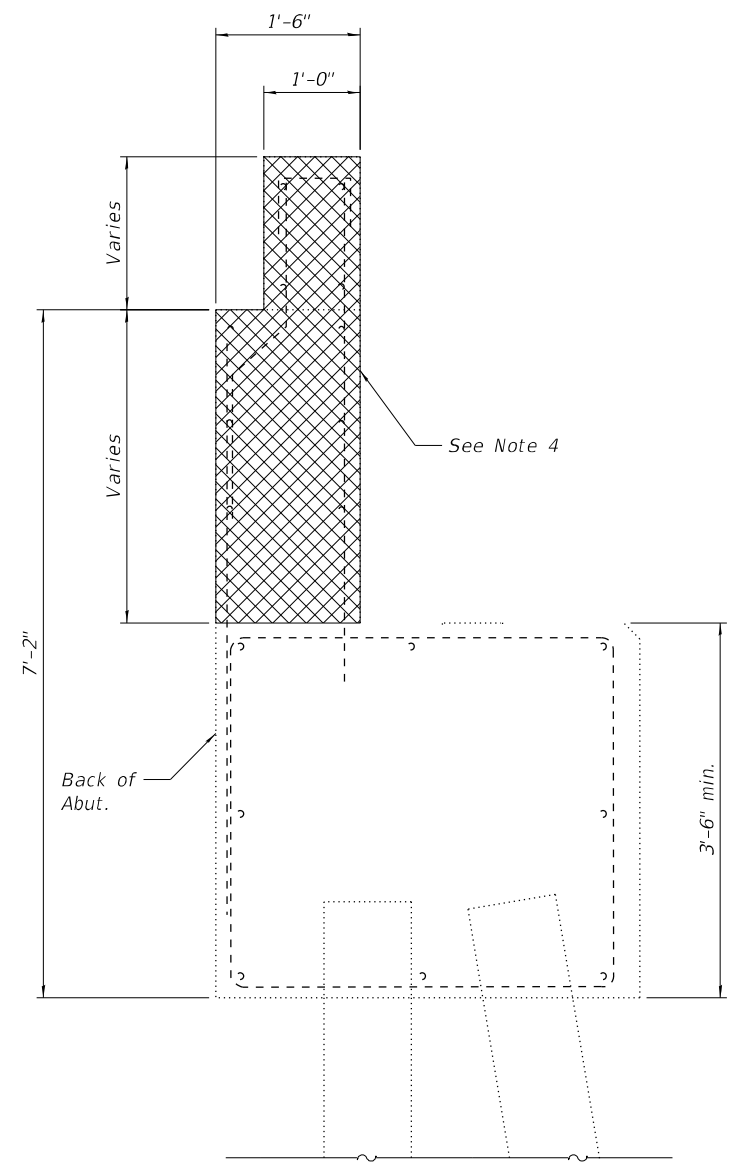 1'-6"
1'-0"
Varies
Varies
See Note 4
7'-2"
Back of
Abut.
3'-6" min.